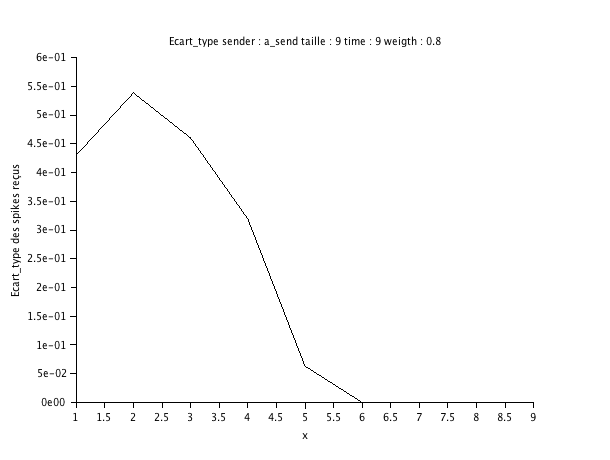 Ecart_type sender : a_send taille : 9 time : 9 weigth : 0.8
6e-01
5.5e-01
5e-01
4.5e-01
4e-01
3.5e-01
3e-01
2.5e-01
2e-01
1.5e-01
1e-01
5e-02
0e00
Ecart_type des spikes reçus
1 1.5 2 2.5 3 3.5 4 4.5 5 5.5 6 6.5 7 7.5 8 8.5 9
x